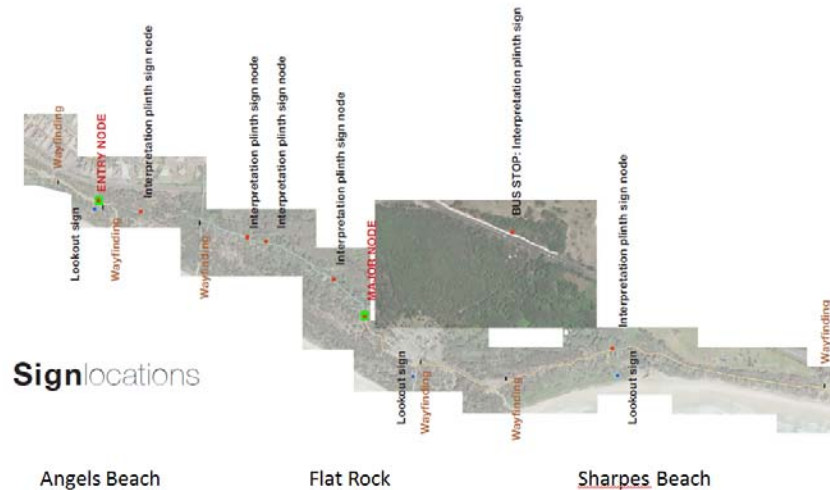 Wayfinding
ENTRY NODE
Interpretation plinth sign node
Lookout sign
Wayfinding
Wayfinding
Interpretation plinth sign node
Interpretation plinth sign node
Interpretation plinth sign node
MAJOR NODE
BUS STOP: Interpretation plinth sign
Interpretation plinth sign node
Lookout sign
Wayfinding
Wayfinding
Lookout sign
Wayfinding
Signlocations
Angels Beach
Flat Rock
Sharpes Beach